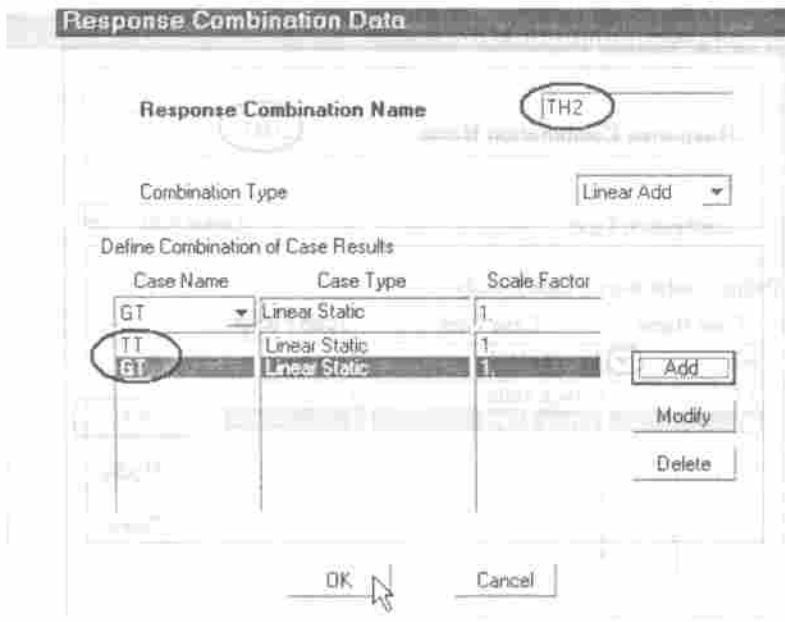 Response Combination Data
Response Combination Name TH2
Combination Type Linear Add
Define Combination of Case Results
Case Name Case Type Scale Factor
GT Linear Static 1
TT Linear Static 1.
GT Linear Static 1.
Add
Modify
Delete
OK Cancel